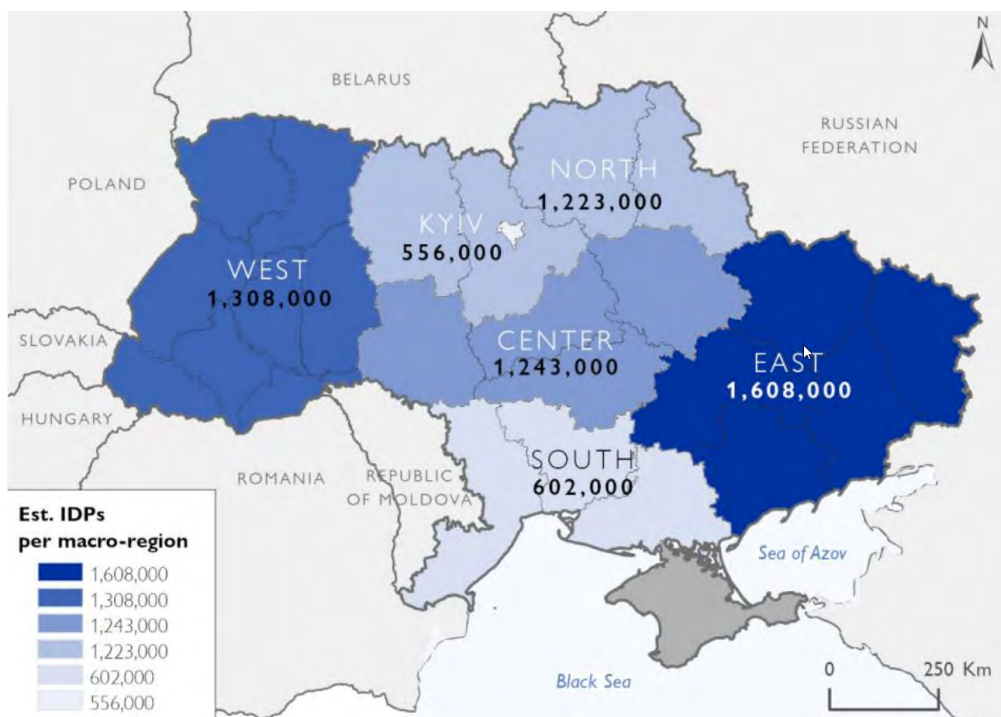 N
BELARUS
RUSSIAN
FEDERATION
POLAND
NORTH
1,223,000
KYIV
556,000
WEST
1,308,000
SLOVAKIA
CENTER
1,243,000
EAST
1,608,000
HUNGARY
ROMANIA
REPUBLIC
OF MOLDOVA
SOUTH
602,000
Sea of Azov
Black Sea
Est. IDPs
per macro-region
1,608,000
1,308,000
1,243,000
1,223,000
602,000
556,000
0 250 Km